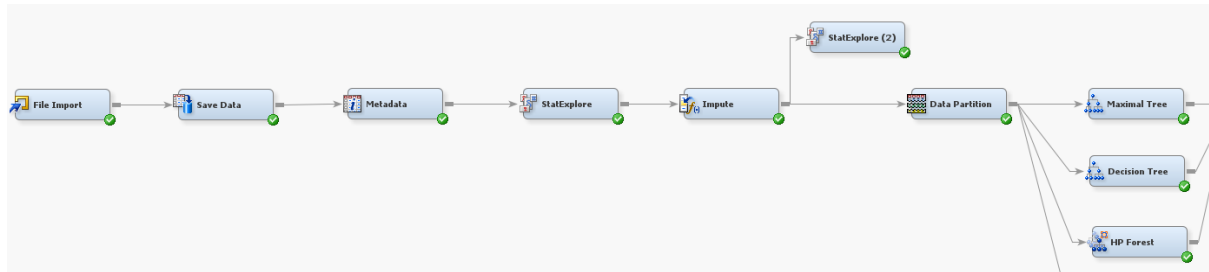 StatExplore (2)
File Import
Save Data
Metadata
StatExplore
Impute
Data Partition
Maximal Tree
Decision Tree
HP Forest